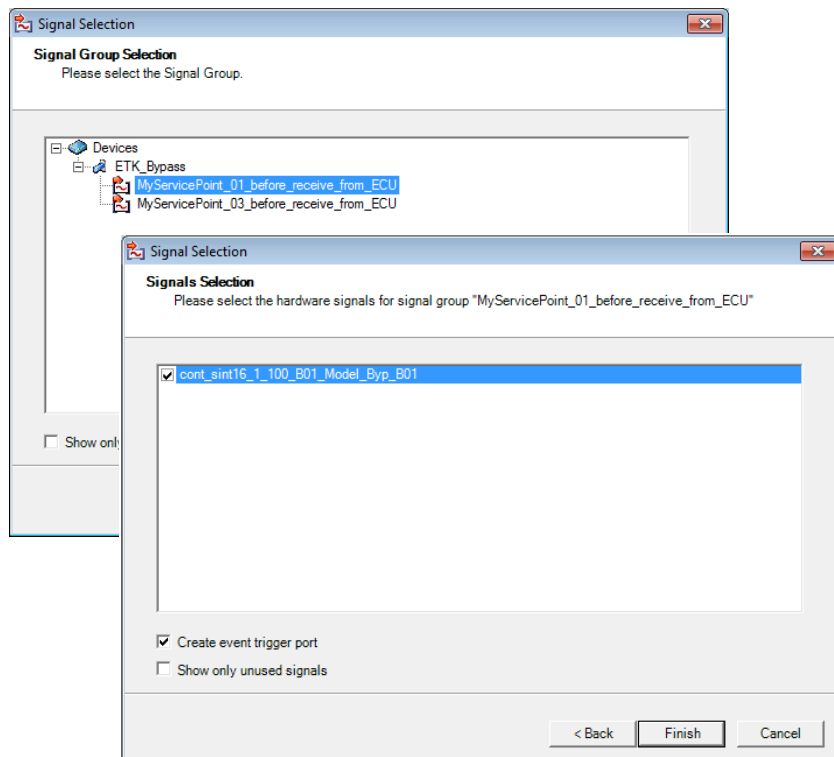 Signal Selection
Signal Group Selection
Please select the Signal Group.
Devices
ETK_Bypass
MyServicePoint_01_before_receive_from_ECU
MyServicePoint_03_before_receive_from_ECU
Show only
Signal Selection
Signals Selection
Please select the hardware signals for signal group "MyServicePoint_01_before_receive_from_ECU"
cont_sint16_1_100_B01_Model_Byp_B01
Create event trigger port
Show only unused signals
< Back
Finish
Cancel